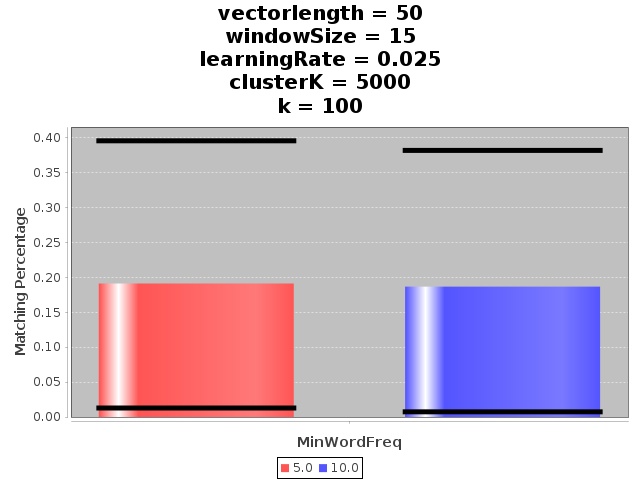 vectorlength = 50
windowSize = 15
learningRate = 0.025
clusterK = 5000
k = 100
0.40
0.35
0.30
0.25
0.20
0.15
0.10
0.05
0.00
Matching Percentage
MinWordFreq
5.0 10.0